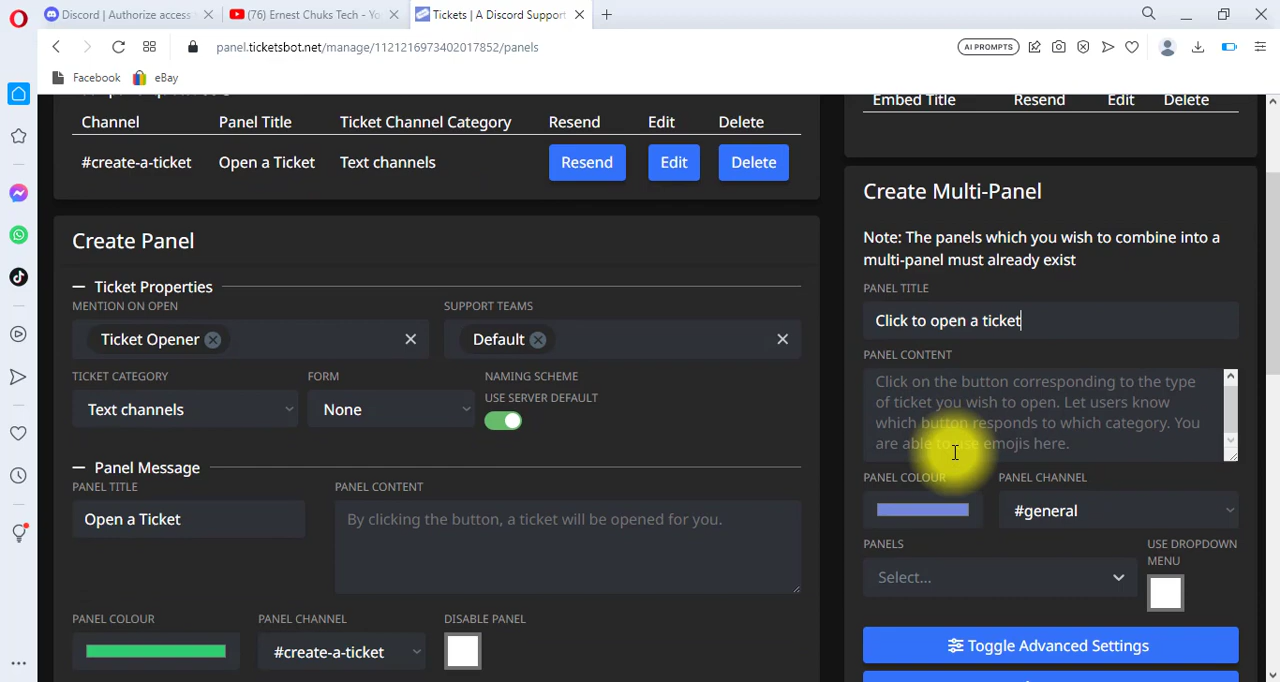 Discord | Authorize access
(76) Ernest Chuks Tech - Yo
Tickets | A Discord Support
panel.ticketsbot.net/manage/1121216973402017852/panels
AI PROMPTS
Facebook
eBay
Channel
Panel Title
Ticket Channel Category
Resend
Edit
Delete
#create-a-ticket
Open a Ticket
Text channels
Resend
Edit
Delete
Create Panel
Ticket Properties
MENTION ON OPEN
SUPPORT TEAMS
Ticket Opener
Default
TICKET CATEGORY
FORM
NAMING SCHEME
USE SERVER DEFAULT
Text channels
None
Panel Message
PANEL TITLE
PANEL CONTENT
Open a Ticket
By clicking the button, a ticket will be opened for you.
PANEL COLOUR
PANEL CHANNEL
DISABLE PANEL
#create-a-ticket
Embed Title
Resend
Edit
Delete
Create Multi-Panel
Note: The panels which you wish to combine into a
multi-panel must already exist
PANEL TITLE
Click to open a ticket
PANEL CONTENT
Click on the button corresponding to the type
of ticket you wish to open. Let users know
which button responds to which category. You
are able to use emojis here.
PANEL COLOUR
PANEL CHANNEL
#general
PANELS
USE DROPDOWN
MENU
Select...
Toggle Advanced Settings